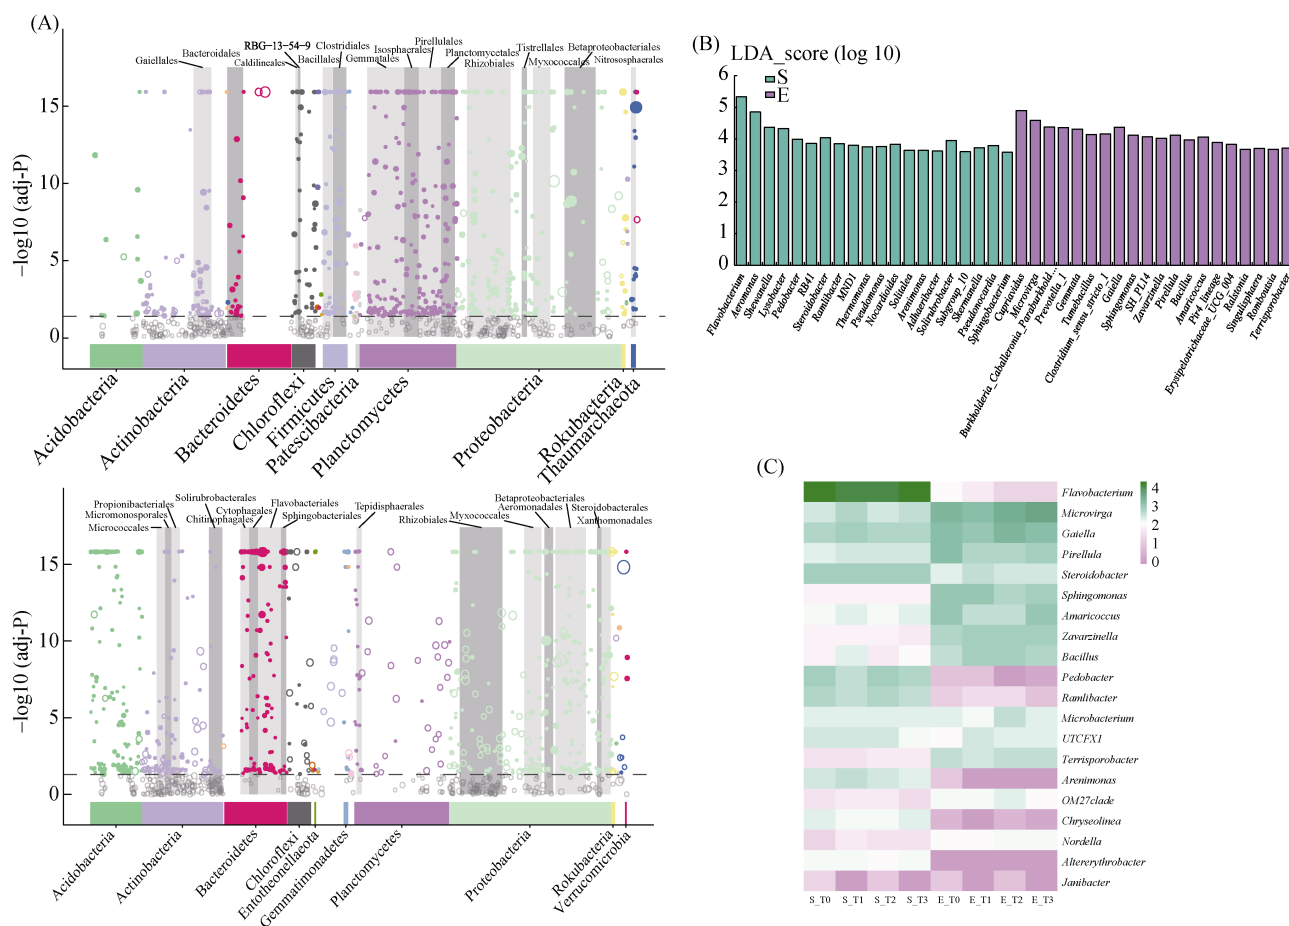 (A)
RBG-13-54-9
Bacteroidales
Gaiellales
Caldilineales
Bacillales
Clostridiales
Gemmatales
Isosphaerales
Pirellulales
Planctomycetales
Rhizobiales
Tistrellales
Myxococcales
Betaproteobacteriales
Nitrososphaerales
−log10 (adj-P)
15
10
5
0
Acidobacteria
Actinobacteria
Bacteroidetes
Chloroflexi
Firmicutes
Patescibacteria
Planctomycetes
Proteobacteria
Rokubacteria
Thaumarchaeota
Propionibacteriales
Micromonosporales
Micrococcales
Solirubrobacterales
Cytophagales
Chitinophagales
Flavobacteriales
Sphingobacteriales
Tepidisphaerales
Rhizobiales
Myxococcales
Betaproteobacteriales
Aeromonadales
Steroidobacterales
Xanthomonadales
−log10 (adj-P)
15
10
5
0
Acidobacteria
Actinobacteria
Bacteroidetes
Chloroflexi
Entotheonellaeota
Gemmatimonadetes
Planctomycetes
Proteobacteria
Rokubacteria
Verrucomicrobia
(B)
LDA_score (log 10)
S
E
6
5
4
3
2
1
0
Flavobacterium
Aeromonas
Shewanella
Lysobacter
Pedobacter
RB41
Steroidobacter
Ramlibacter
MND1
Thermomonas
Pseudomonas
Nocardioides
Solitalea
Arenimonas
Adhaeribacter
Solirubrobacter
Subgroup_10
Skermanella
Pseudonocardia
Sphingobacterium
Cupriavidus
Microvirga
Burkholderia_Caballeronia_Paraburkhold...
Prevotella_1
Gemmata
Tumebacillus
Clostridium_sensu_stricto_1
Gaiella
Sphingomonas
SH_PL14
Zavarzinella
Pirellula
Bacillus
Amaricoccus
Pir4_lineage
Erysipelotrichaceae_UCG_004
Ralstonia
Singulisphaera
Romboutsia
Terrisporobacter
(C)
Flavobacterium
Microvirga
Gaiella
Pirellula
Steroidobacter
Sphingomonas
Amaricoccus
Zavarzinella
Bacillus
Pedobacter
Ramlibacter
Microbacterium
UTCFX1
Terrisporobacter
Arenimonas
OM27clade
Chryseolinea
Nordella
Altererythrobacter
Janibacter
4
3
2
1
0
S_T0 S_T1 S_T2 S_T3 E_T0 E_T1 E_T2 E_T3